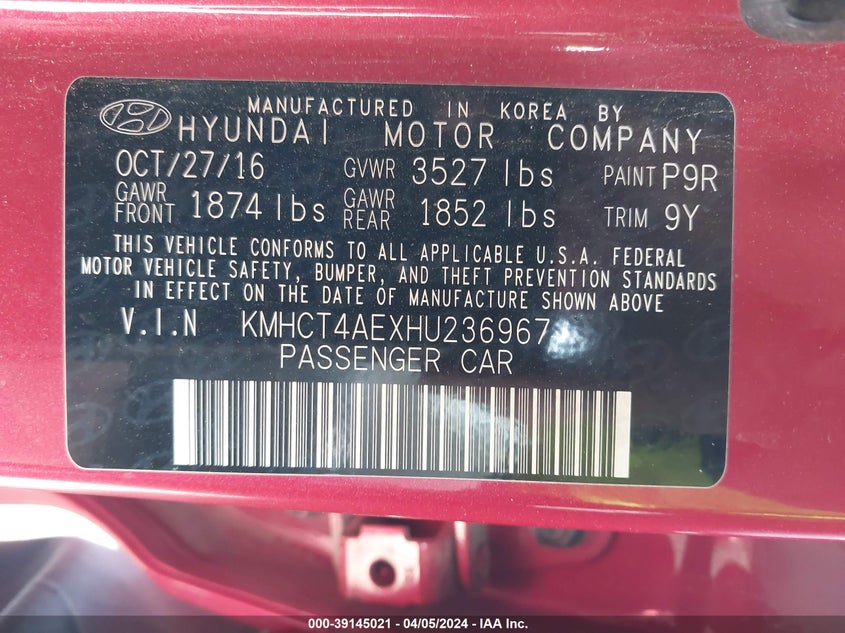 MANUFACTURED IN KOREA BY
HYUNDAI MOTOR COMPANY
OCT/27/16 GVWR 3527 lbs PAINT P9R
GAWR FRONT 1874 lbs GAWR REAR 1852 lbs TRIM 9Y
THIS VEHICLE CONFORMS TO ALL APPLICABLE U.S.A. FEDERAL
MOTOR VEHICLE SAFETY, BUMPER, AND THEFT PREVENTION STANDARDS
IN EFFECT ON THE DATE OF MANUFACTURE SHOWN ABOVE
V.I.N KMHCT4AEXHU236967
PASSENGER CAR
000-39145021 - 04/05/2024 - IAA Inc.